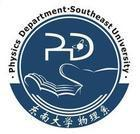 ·Physics Department·Southeast University·
PD
东南大学物理系